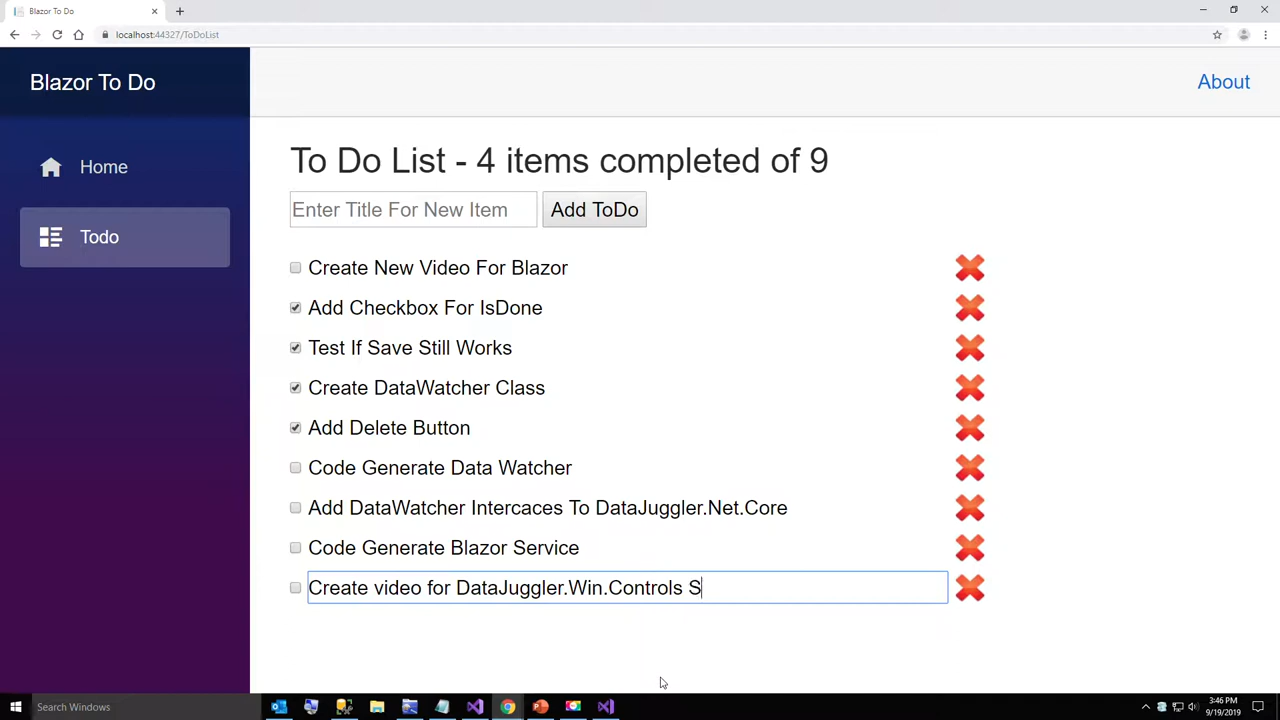 Blazor To Do
localhost:44327/ToDoList
Blazor To Do
About
Home
Todo
To Do List - 4 items completed of 9
Enter Title For New Item
Add ToDo
Create New Video For Blazor
Add Checkbox For IsDone
Test If Save Still Works
Create DataWatcher Class
Add Delete Button
Code Generate Data Watcher
Add DataWatcher Intercaces To DataJuggler.Net.Core
Code Generate Blazor Service
Create video for DataJuggler.Win.Controls S
Search Windows
3:46 PM
9/19/2019